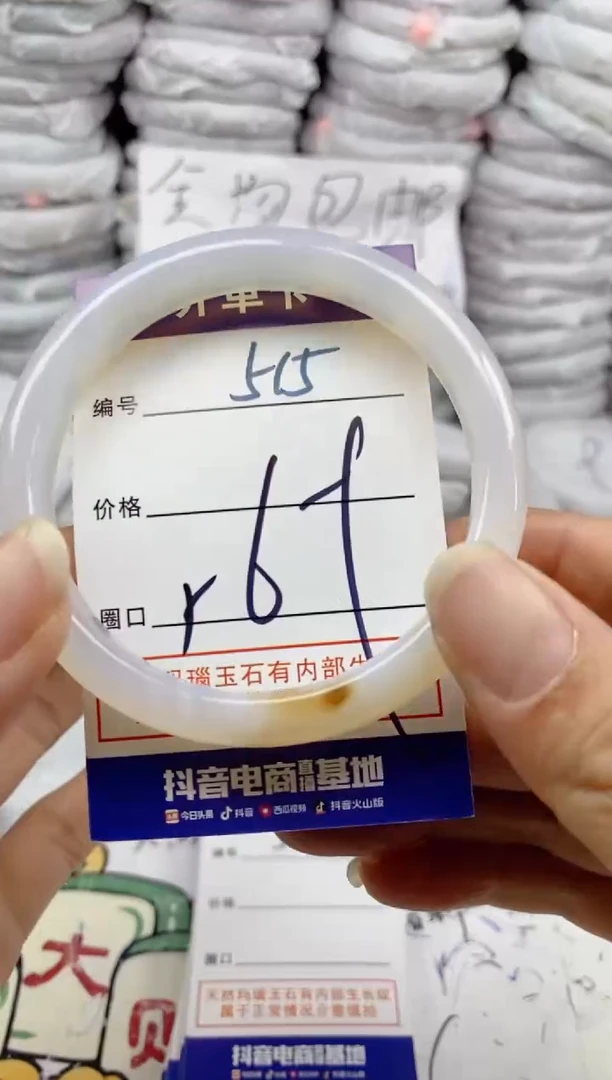 全场包邮
开单卡
编号 515
价格
圈口
玛瑙玉石有内部生
抖音电商直播基地
今日头条 抖音 西瓜视频 抖音火山版
编号
价格
圈口
天然玛瑙玉石有内部生长纹
属于正常情况
抖音电商直播基地
大
贝